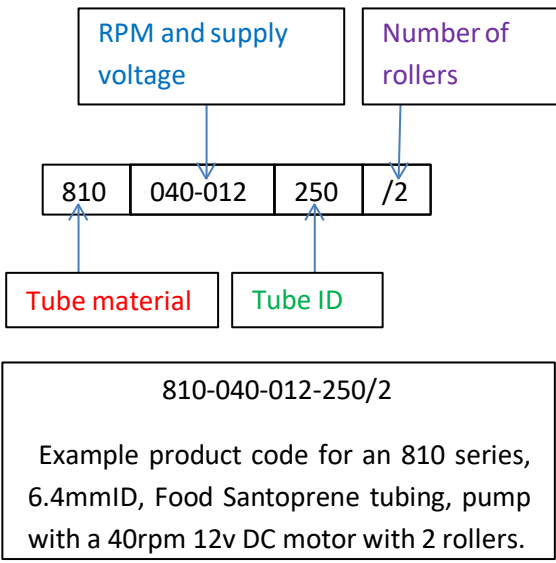 RPM and supply
voltage
Number of
rollers
810 040-012 250 /2
Tube material
Tube ID
810-040-012-250/2
Example product code for an 810 series,
6.4mmID, Food Santoprene tubing, pump
with a 40rpm 12v DC motor with 2 rollers.